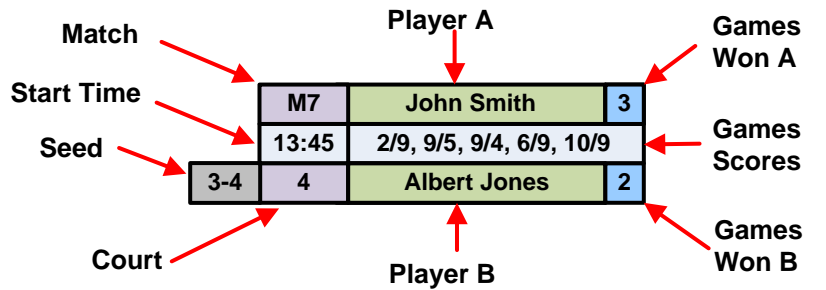 Player A
Games
Won A
Match
M7 John Smith 3
Start Time
13:45 2/9, 9/5, 9/4, 6/9, 10/9
Games
Scores
Seed
3-4 4 Albert Jones 2
Games
Won B
Court
Player B